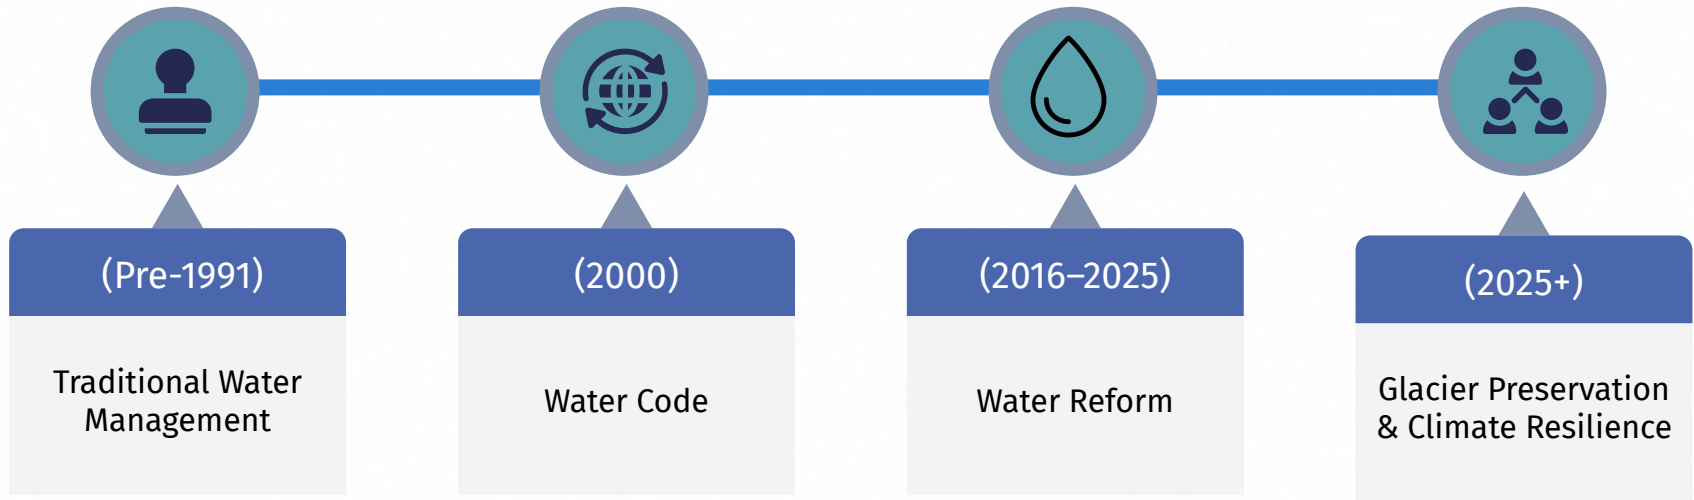 (Pre-1991)
Traditional Water
Management
(2000)
Water Code
(2016–2025)
Water Reform
(2025+)
Glacier Preservation
& Climate Resilience